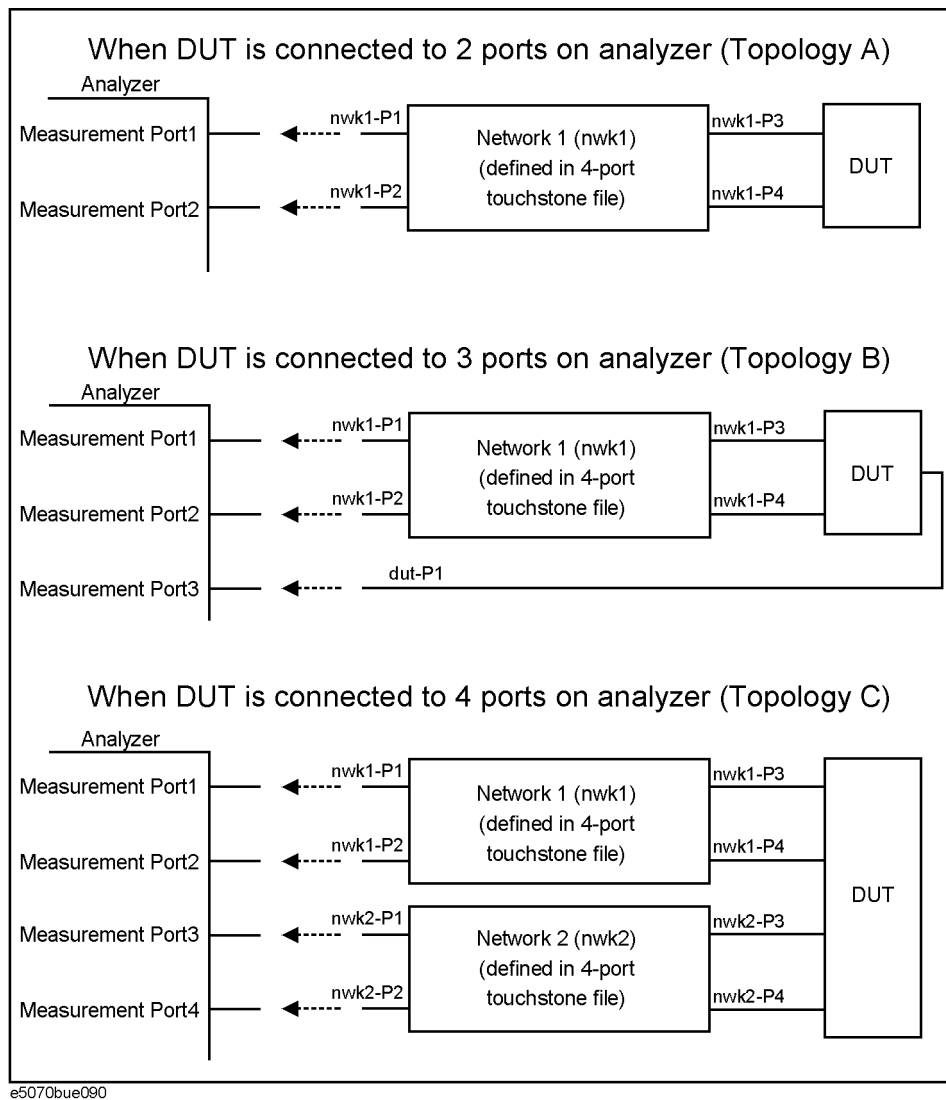 When DUT is connected to 2 ports on analyzer (Topology A)
Analyzer
Measurement Port1
nwk1-P1
Network 1 (nwk1)
(defined in 4-port
touchstone file)
nwk1-P3
DUT
Measurement Port2
nwk1-P2
nwk1-P4
When DUT is connected to 3 ports on analyzer (Topology B)
Analyzer
Measurement Port1
nwk1-P1
Network 1 (nwk1)
(defined in 4-port
touchstone file)
nwk1-P3
DUT
Measurement Port2
nwk1-P2
nwk1-P4
Measurement Port3
dut-P1
When DUT is connected to 4 ports on analyzer (Topology C)
Analyzer
Measurement Port1
nwk1-P1
Network 1 (nwk1)
(defined in 4-port
touchstone file)
nwk1-P3
Measurement Port2
nwk1-P2
nwk1-P4
DUT
Measurement Port3
nwk2-P1
Network 2 (nwk2)
(defined in 4-port
touchstone file)
nwk2-P3
Measurement Port4
nwk2-P2
nwk2-P4
e5070bue090